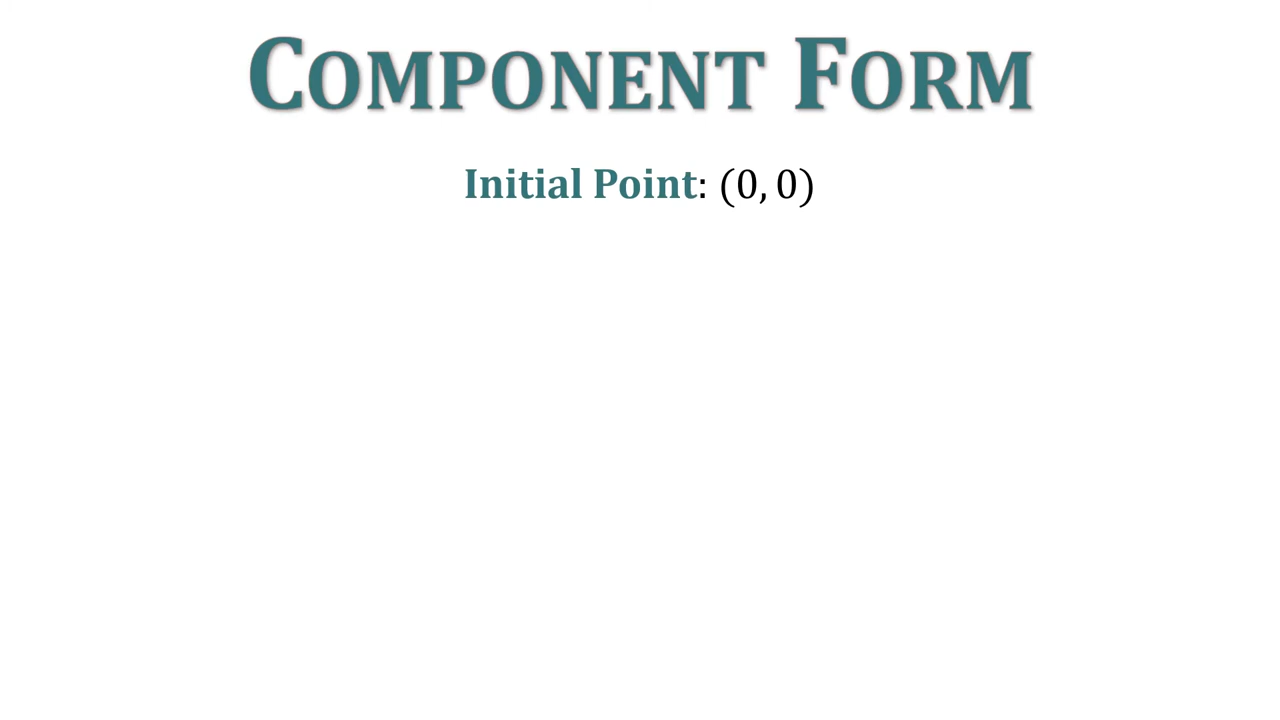 COMPONENT FORM
Initial Point: (0, 0)